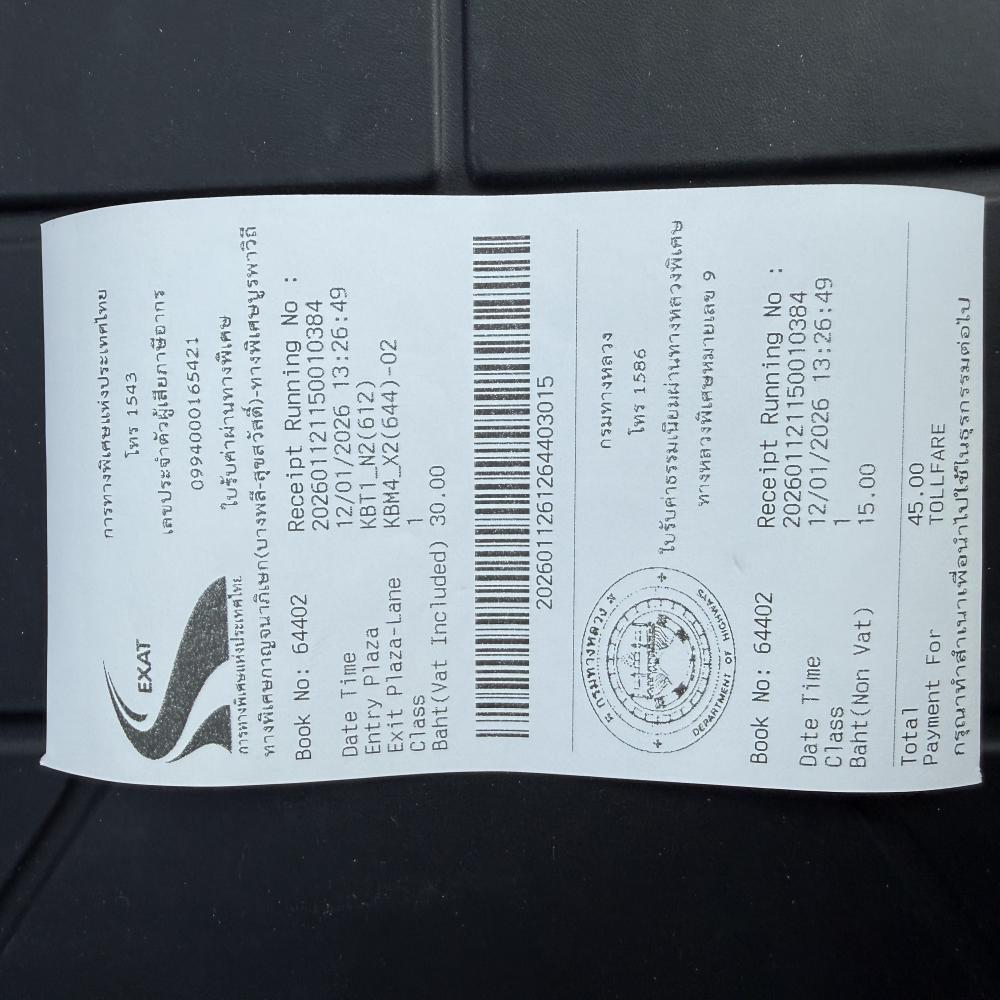 EXAT
การทางพิเศษแห่งประเทศไทย
การทางพิเศษแห่งประเทศไทย
โทร 1543
เลขประจำตัวผู้เสียภาษีอากร
0994000165421
ใบรับค่าผ่านทางพิเศษ
ทางพิเศษกาญจนาภิเษก(บางพลี-สุขสวัสดิ์)-ทางพิเศษบูรพาวิถี
Book No: 64402 Receipt Running No :
202601121150010384
Date Time 12/01/2026 13:26:49
Entry Plaza KBT1_N2(612)
Exit Plaza-Lane KBM4_X2(644)-02
Class 1
Baht(Vat Included) 30.00
2026011261264403015
กรมทางหลวง
DEPARTMENT OF HIGHWAYS
กรมทางหลวง
โทร 1586
ใบรับค่าธรรมเนียมผ่านทางหลวงพิเศษ
ทางหลวงพิเศษหมายเลข 9
Book No: 64402 Receipt Running No :
202601121150010384
Date Time 12/01/2026 13:26:49
Class 1
Baht(Non Vat) 15.00
Total 45.00
Payment For TOLLFARE
กรุณาทำสำเนาเพื่อนำไปใช้ในธุรกรรมต่อไป